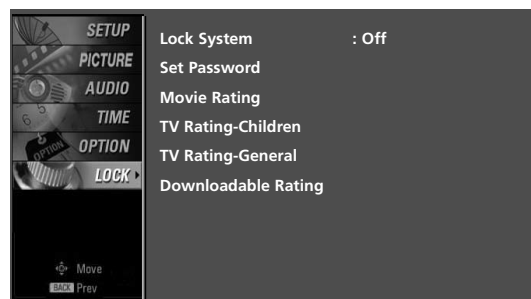 SETUP
PICTURE
AUDIO
TIME
OPTION
LOCK
Move
BACK Prev
Lock System : Off
Set Password
Movie Rating
TV Rating-Children
TV Rating-General
Downloadable Rating